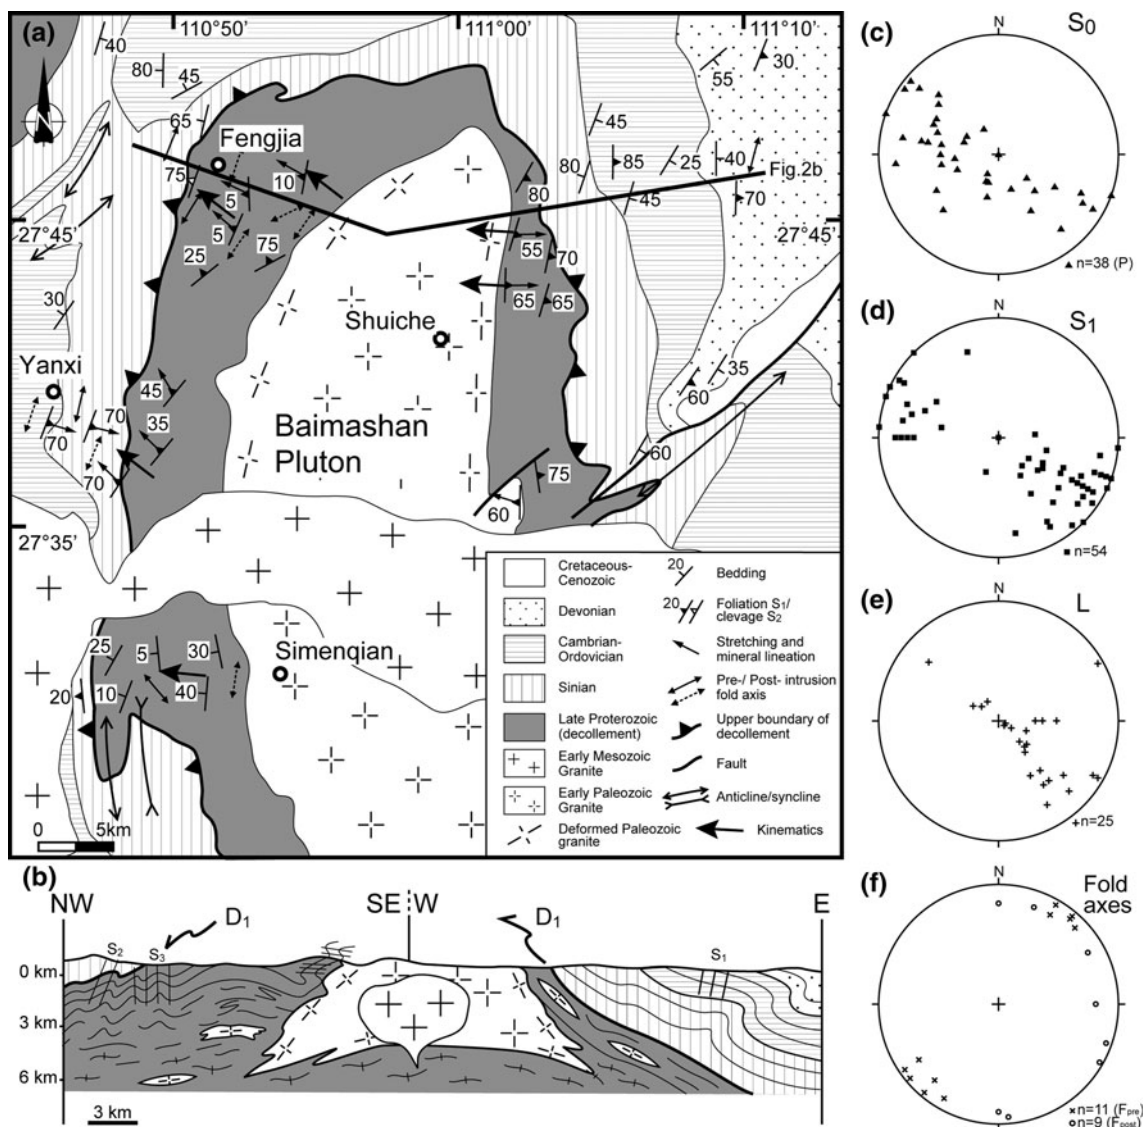 (a)
110°50'
111°00'
111°10'
40
80
45
65
Fengjia
75
5
10
5
25
75
27°45'
27°45'
30
55
45
80
85
25
40
Fig.2b
80
45
70
55
70
65
65
Shuiche
30
Yanxi
45
35
70
70
70
Baimashan
Pluton
35
60
60
75
60
27°35'
25
5
30
10
40
20
Simenqian
0 5km
Cretaceous-
Cenozoic
Devonian
Cambrian-
Ordovician
Sinian
Late Proterozoic
(decollement)
Early Mesozoic
Granite
Early Paleozoic
Granite
Deformed Paleozoic
granite
20
Bedding
20
Foliation S1/
clevage S2
Stretching and
mineral lineation
Pre-/ Post- intrusion
fold axis
Upper boundary of
decollement
Fault
Anticline/syncline
Kinematics
N
(b)
NW
SE W
E
D1
D1
S2
S3
S1
0 km
3 km
6 km
3 km
(c)
N
S0
n=38 (P)
(d)
N
S1
n=54
(e)
N
L
n=25
(f)
N
Fold
axes
n=11 (Fpre)
n=9 (Fpost)